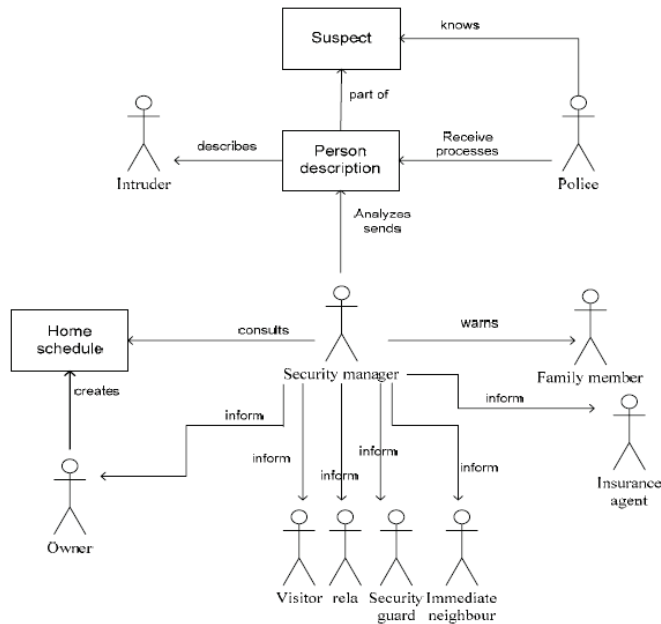 Suspect
knows
part of
describes
Person
description
Receive
processes
Intruder
Police
Analyzes
sends
Home
schedule
consults
warns
Security manager
Family member
creates
inform
inform
inform
inform
inform
inform
Insurance
agent
Owner
Visitor
rela
Security
guard
Immediate
neighbour